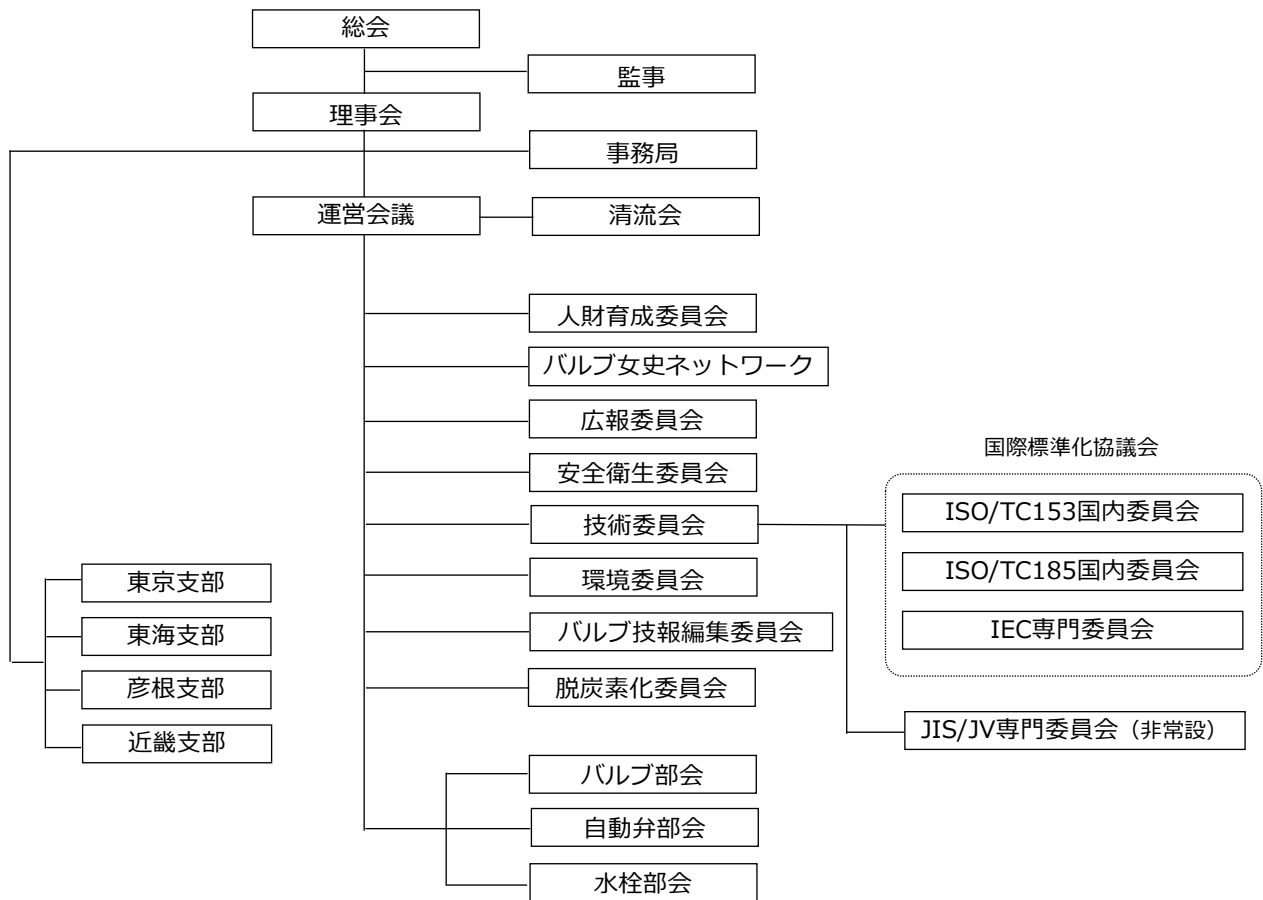 総会
監事
理事会
事務局
運営会議
清流会
人財育成委員会
バルブ女史ネットワーク
広報委員会
安全衛生委員会
技術委員会
環境委員会
バルブ技報編集委員会
脱炭素化委員会
国際標準化協議会
ISO/TC153国内委員会
ISO/TC185国内委員会
IEC専門委員会
JIS/JV専門委員会（非常設）
東京支部
東海支部
彦根支部
近畿支部
バルブ部会
自動弁部会
水栓部会